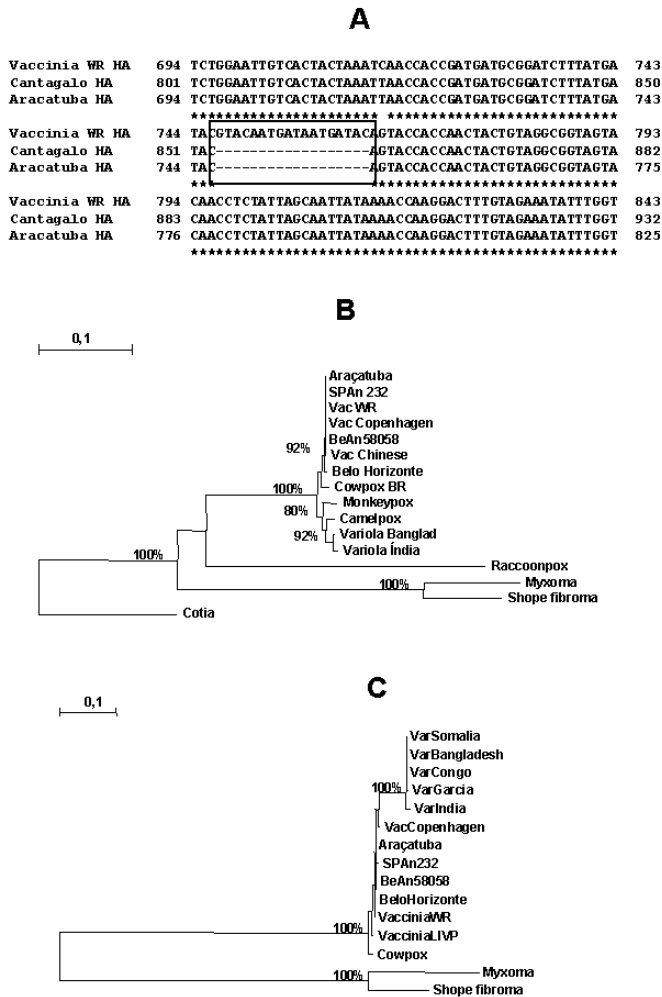 A
Vaccinia WR HA 694 TCTGGAATTGTCACTACTAAATCAACCACCGATGATGCGGATCTTTATGA 743
Cantagalo HA 801 TCTGGAATTGTCACTACTAAATTAACCACCGATGATGCGGATCTTTATGA 850
Aracatuba HA 694 TCTGGAATTGTCACTACTAAATCAACCACCGATGATGCGGATCTTTATGA 743
********************** ***************************
Vaccinia WR HA 744 TACGTACAATGATAATGATACAGTACCACCAACTACTGTAGGCGGTAGTA 793
Cantagalo HA 851 TAC------------------AGTACCACCAACTACTGTAGGCGGTAGTA 882
Aracatuba HA 744 TAC------------------AGTACCACCAACTACTGTAGGCGGTAGTA 775
*** *****************************
Vaccinia WR HA 794 CAACCTCTATTAGCAATTATAAAACCAAGGACTTTGTAGAAATATTTGGT 843
Cantagalo HA 883 CAACCTCTATTAGCAATTATAAAACCAAGGACTTTGTAGAAATATTTGGT 932
Aracatuba HA 776 CAACCTCTATTAGCAATTATAAAACCAAGGACTTTGTAGAAATATTTGGT 825
**************************************************
B
0,1
Araçatuba
SPAn 232
Vac WR
Vac Copenhagen
BeAn58058
92%
Vac Chinese
Belo Horizonte
100%
Cowpox BR
Monkeypox
80%
Camelpox
92%
Variola Banglad
Variola Índia
100%
Raccoonpox
100%
Myxoma
Shope fibroma
Cotia
C
0,1
VarSomalia
VarBangladesh
VarCongo
100%
VarGarcia
VarIndia
VacCopenhagen
Araçatuba
SPAn232
BeAn58058
BeloHorizonte
VacciniaWR
100%
VacciniaLIVP
Cowpox
100%
Myxoma
Shope fibroma